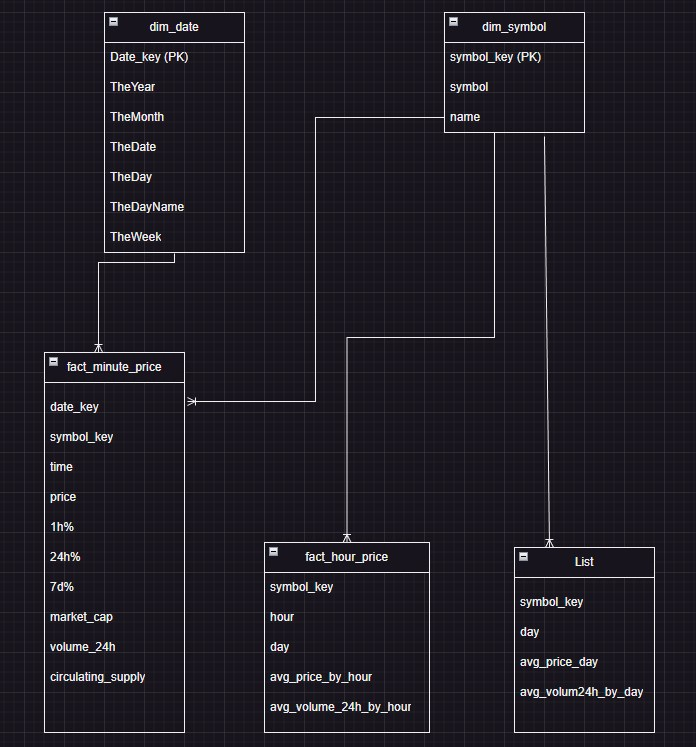 dim_date
Date_key (PK)
TheYear
TheMonth
TheDate
TheDay
TheDayName
TheWeek
dim_symbol
symbol_key (PK)
symbol
name
fact_minute_price
date_key
symbol_key
time
price
1h%
24h%
7d%
market_cap
volume_24h
circulating_supply
fact_hour_price
symbol_key
hour
day
avg_price_by_hour
avg_volume_24h_by_hour
List
symbol_key
day
avg_price_day
avg_volum24h_by_day